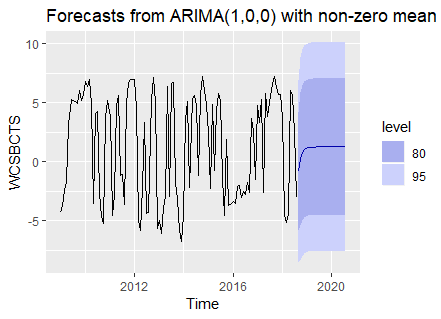 Forecasts from ARIMA(1,0,0) with non-zero mean
10
5
0
-5
WCSBCTS
2012
2016
2020
Time
level
80
95